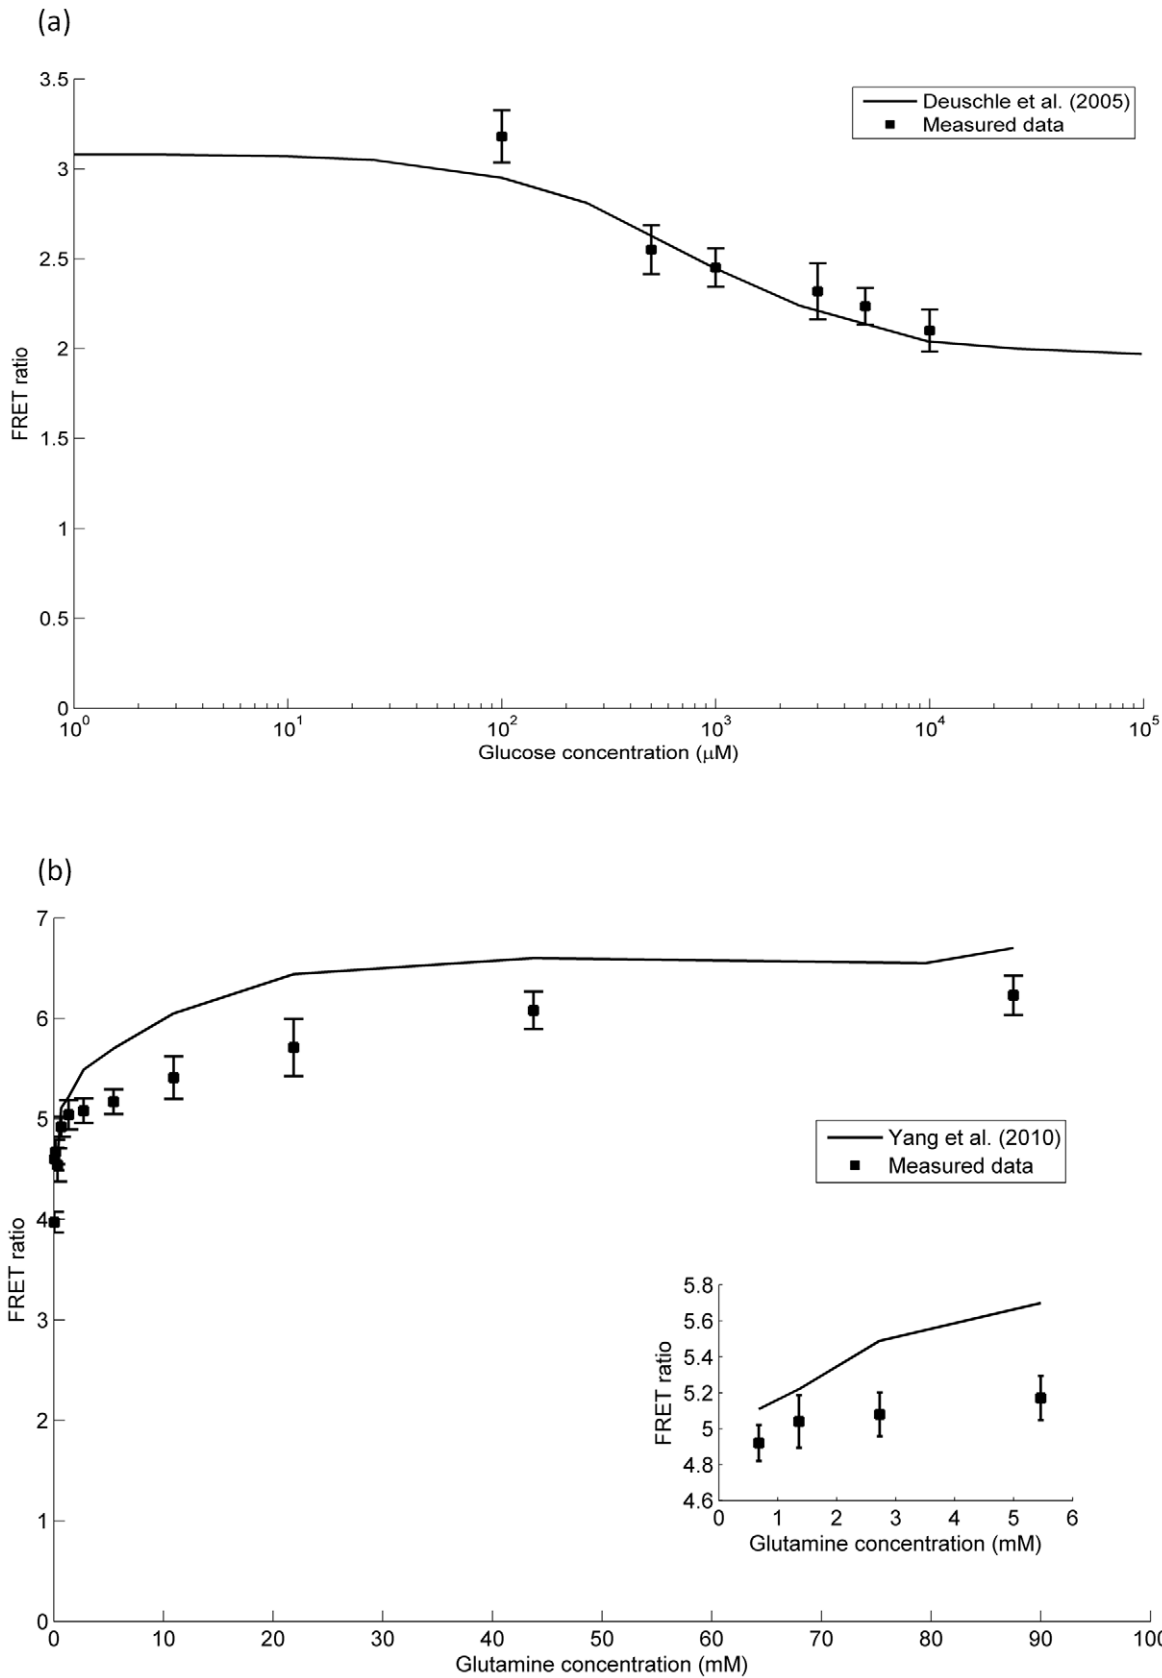 (a)
3.5
3
2.5
2
1.5
1
0.5
0
FRET ratio
Deuschle et al. (2005)
Measured data
10^0 10^1 10^2 10^3 10^4 10^5
Glucose concentration (μM)
(b)
7
6
5
4
3
2
1
0
FRET ratio
Yang et al. (2010)
Measured data
5.8
5.6
5.4
5.2
5
4.8
4.6
FRET ratio
0 1 2 3 4 5 6
Glutamine concentration (mM)
0 10 20 30 40 50 60 70 80 90 100
Glutamine concentration (mM)